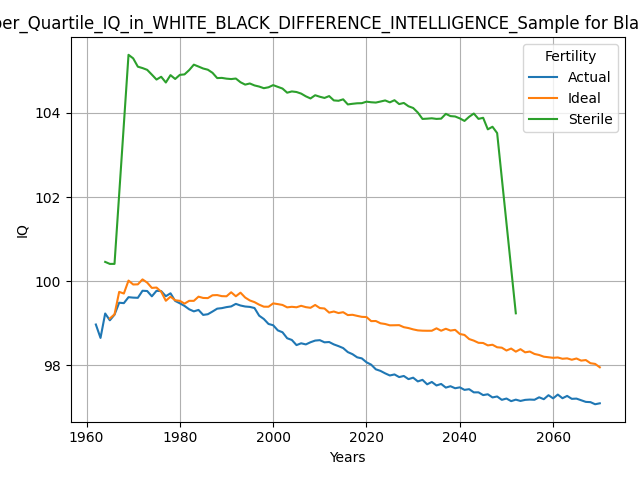 per_Quartile_IQ_in_WHITE_BLACK_DIFFERENCE_INTELLIGENCE_Sample for Bla
Fertility
Actual
Ideal
Sterile
104
102
100
98
IQ
1960
1980
2000
2020
2040
2060
Years